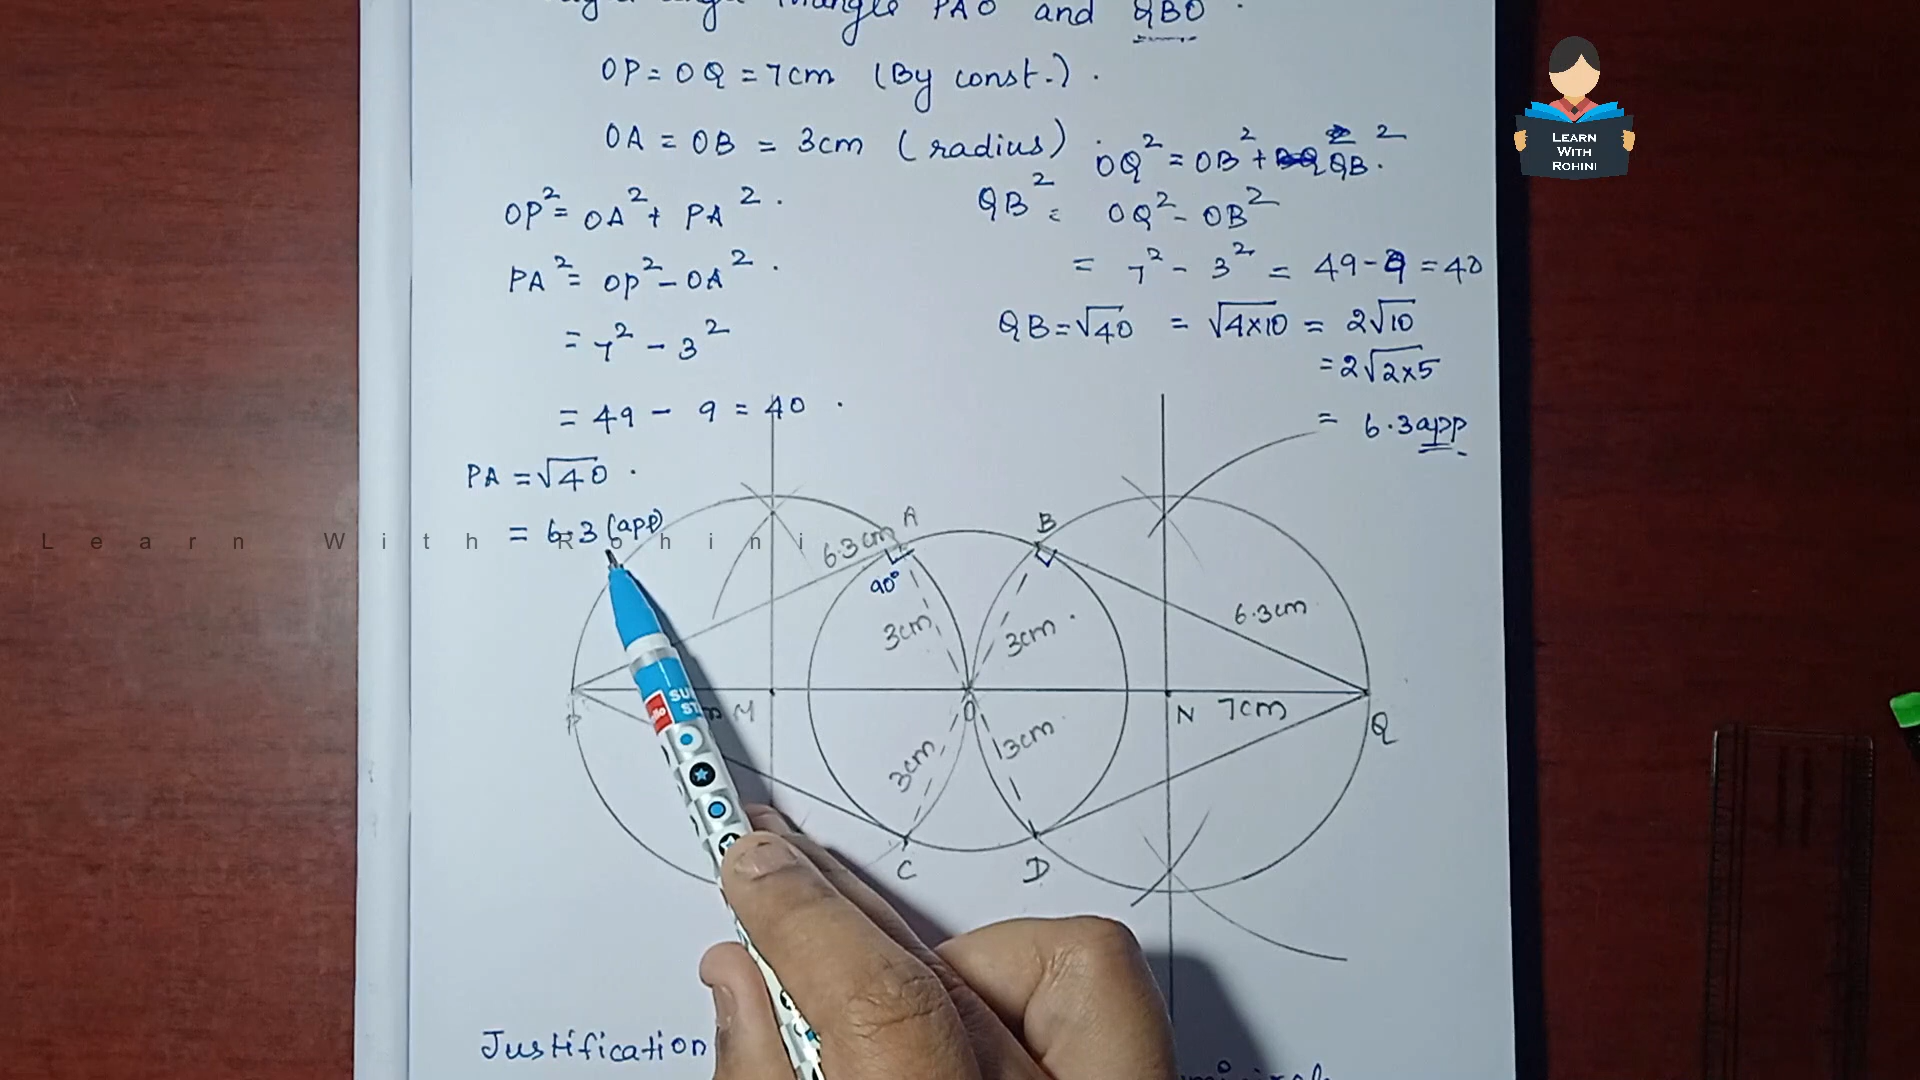 Triangle PAO and QBO.
OP = OQ = 7cm (By const.).
OA = OB = 3cm (radius).
OP² = OA² + PA².
PA² = OP² - OA².
= 7² - 3²
= 49 - 9 = 40.
PA = √40.
= 6.3 (app)
OQ² = OB² + QB².
QB² = OQ² - OB²
= 7² - 3² = 49 - 9 = 40
QB = √40 = √4×10 = 2√10
= 2√2×5
= 6.3 app
A
B
6.3cm
90°
3cm
3cm.
6.3cm
P
M
O
N 7cm
Q
3cm
3cm
C
D
Justification
LEARN
WITH
ROHINI
Learn With Rohini